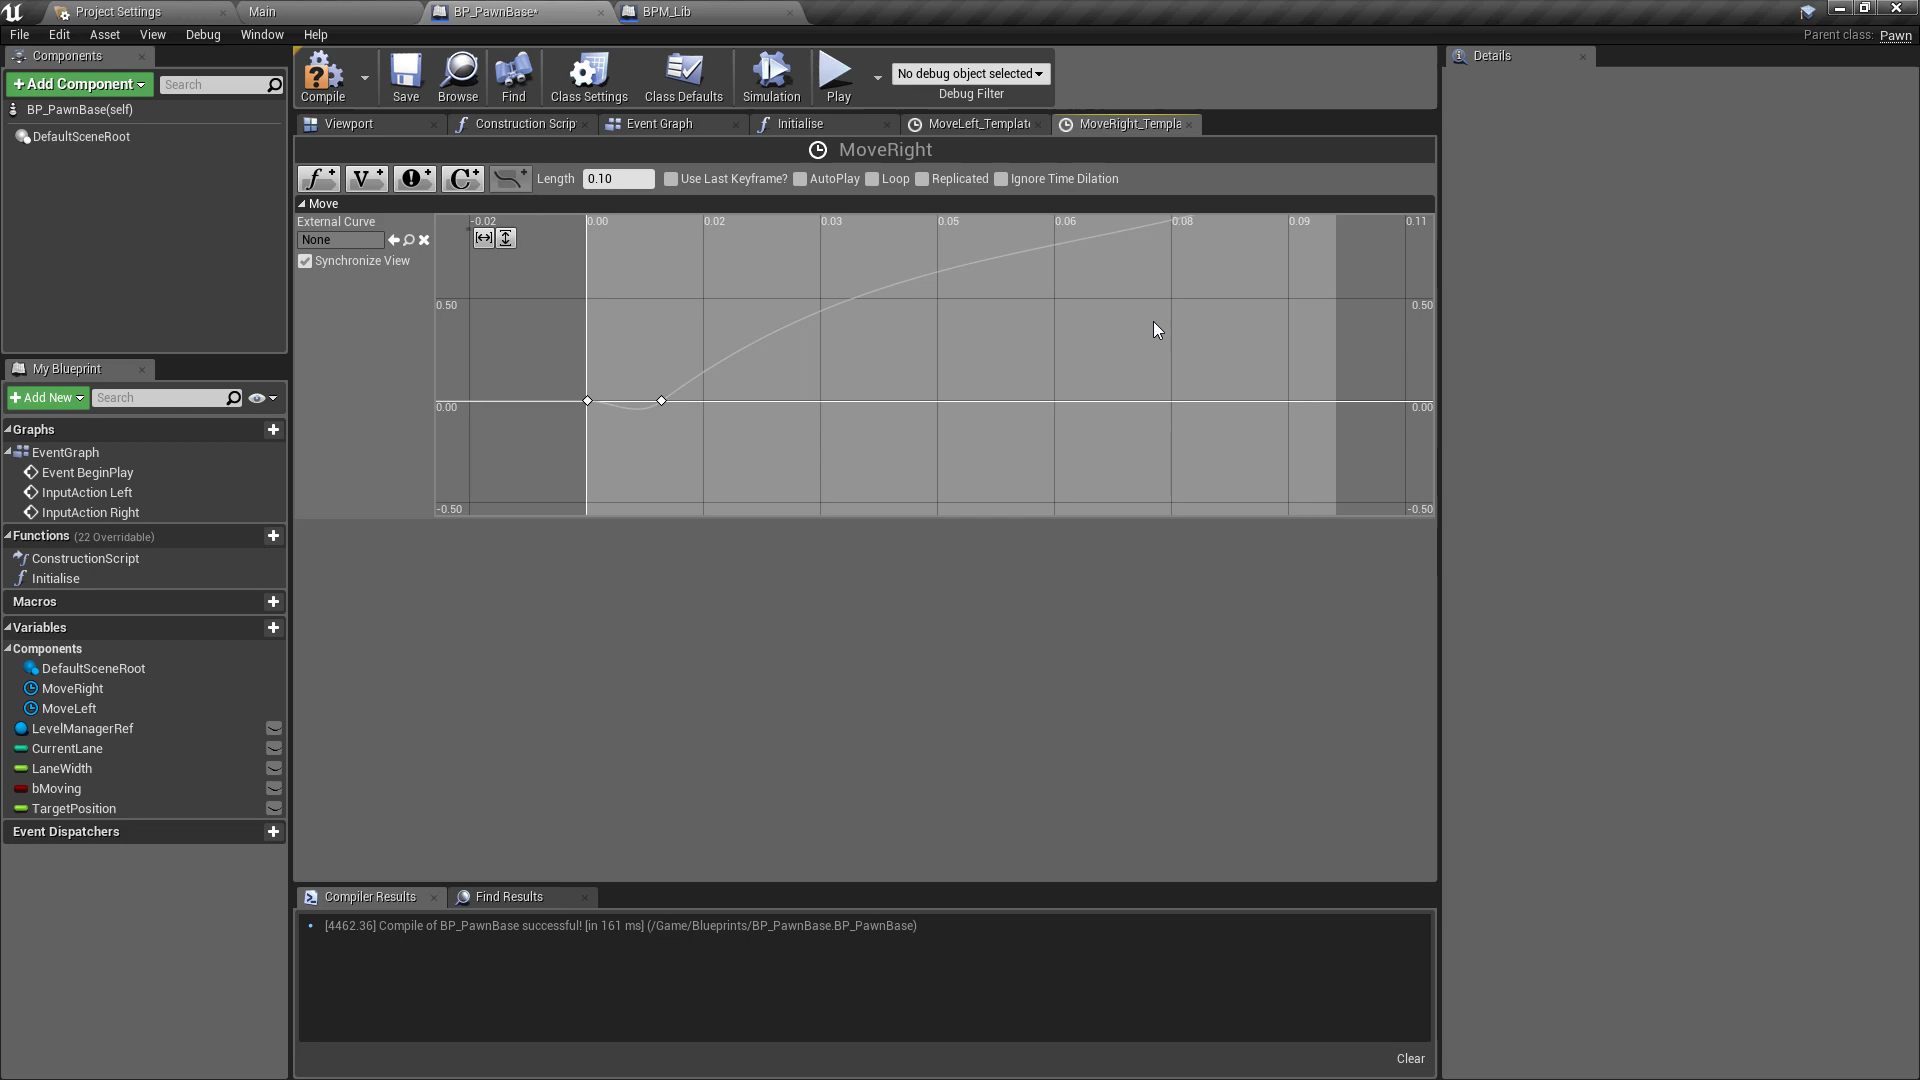 Project Settings
Main
BP_PawnBase*
BPM_Lib
File Edit Asset View Debug Window Help
Parent class: Pawn
Components
+Add Component
Search
BP_PawnBase(self)
DefaultSceneRoot
Compile
Save
Browse
Find
Class Settings
Class Defaults
Simulation
Play
No debug object selected
Debug Filter
Details
Viewport
Construction Scrip
Event Graph
Initialise
MoveLeft_Templat
MoveRight_Templa
MoveRight
Length 0.10 Use Last Keyframe? AutoPlay Loop Replicated Ignore Time Dilation
Move
External Curve
None
Synchronize View
-0.02 0.00 0.02 0.03 0.05 0.06 0.08 0.09 0.11
0.50 0.50
0.00 0.00
-0.50 -0.50
My Blueprint
+Add New
Search
Graphs
EventGraph
Event BeginPlay
InputAction Left
InputAction Right
Functions (22 Overridable)
ConstructionScript
Initialise
Macros
Variables
Components
DefaultSceneRoot
MoveRight
MoveLeft
LevelManagerRef
CurrentLane
LaneWidth
bMoving
TargetPosition
Event Dispatchers
Compiler Results
Find Results
[4462.36] Compile of BP_PawnBase successful! [in 161 ms] (/Game/Blueprints/BP_PawnBase.BP_PawnBase)
Clear